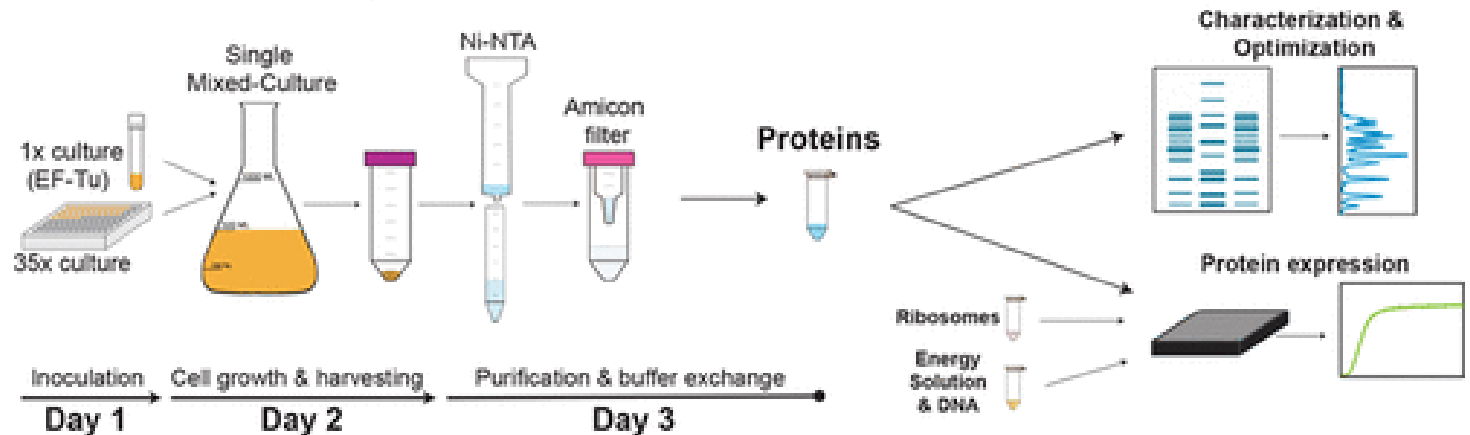 Single
Mixed-Culture
1x culture
(EF-Tu)
35x culture
Ni-NTA
Amicon
filter
Proteins
Characterization &
Optimization
Protein expression
Ribosomes
Energy
Solution
& DNA
Inoculation
Cell growth & harvesting
Purification & buffer exchange
Day 1
Day 2
Day 3